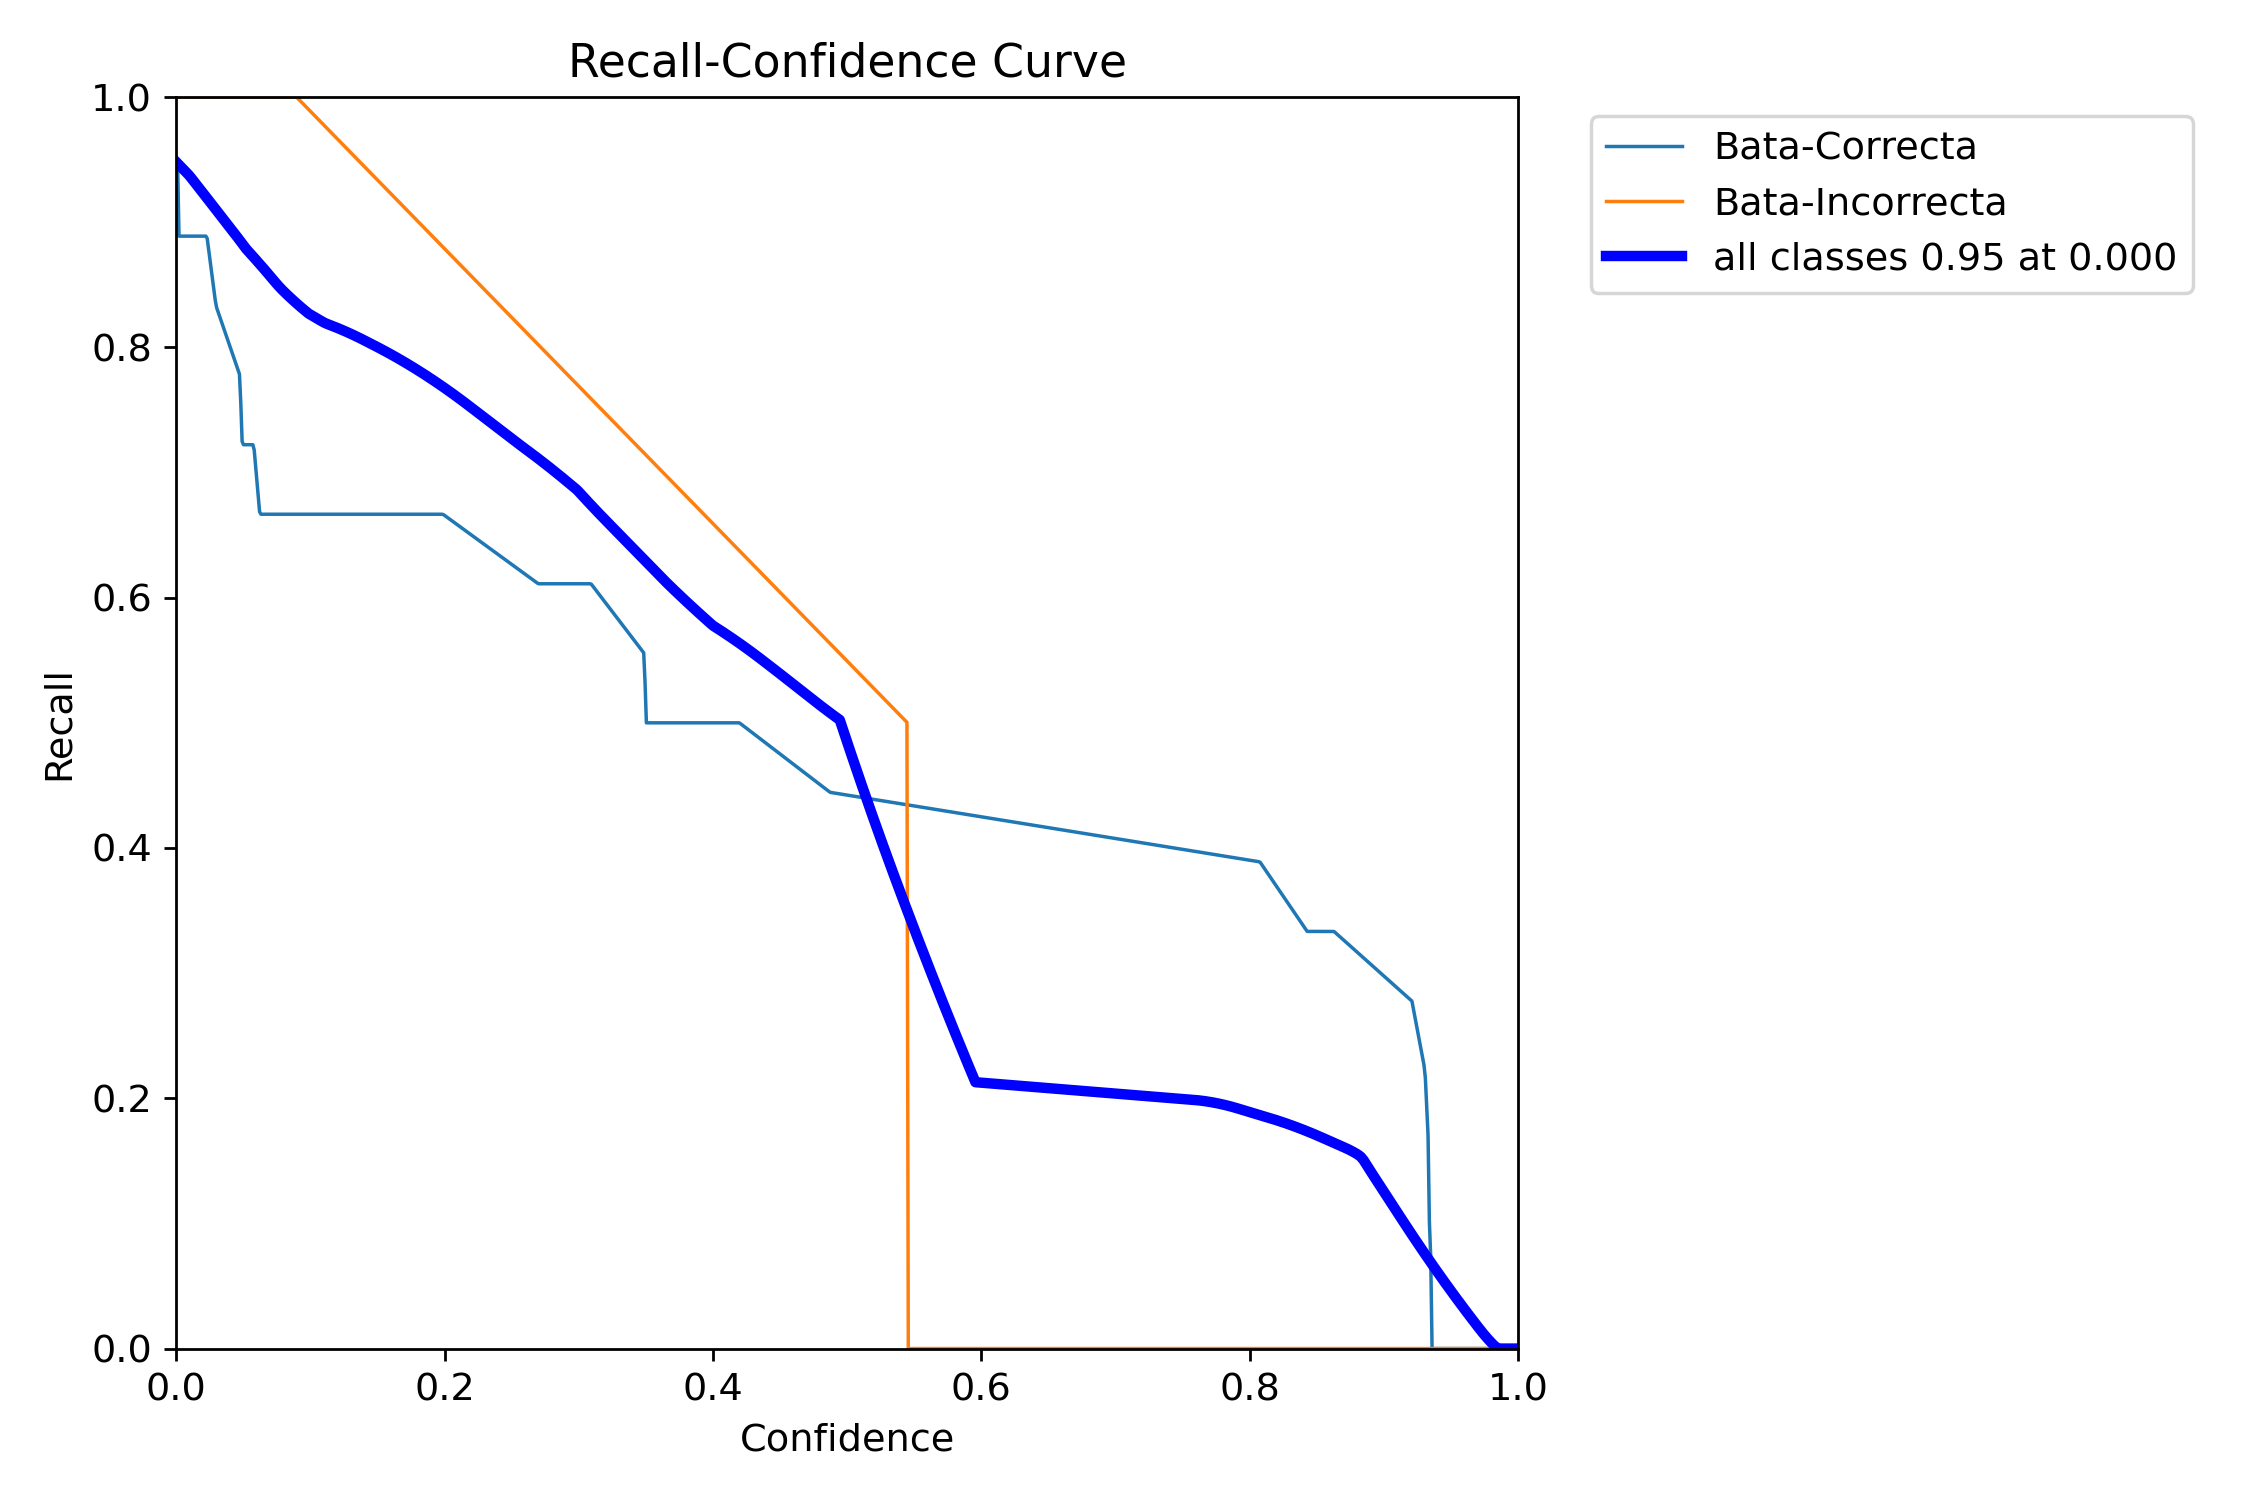 Recall-Confidence Curve
1.0
0.8
0.6
0.4
0.2
0.0
Recall
0.0 0.2 0.4 0.6 0.8 1.0
Confidence
Bata-Correcta
Bata-Incorrecta
all classes 0.95 at 0.000